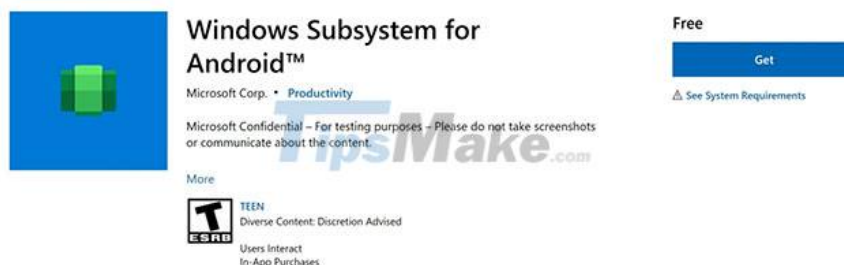 Windows Subsystem for
Android™
Microsoft Corp. • Productivity
Microsoft Confidential – For testing purposes – Please do not take screenshots
or communicate about the content.
More
T
ESRB
TEEN
Diverse Content: Discretion Advised
Users Interact
In-App Purchases
Free
Get
See System Requirements
TipsMake.com